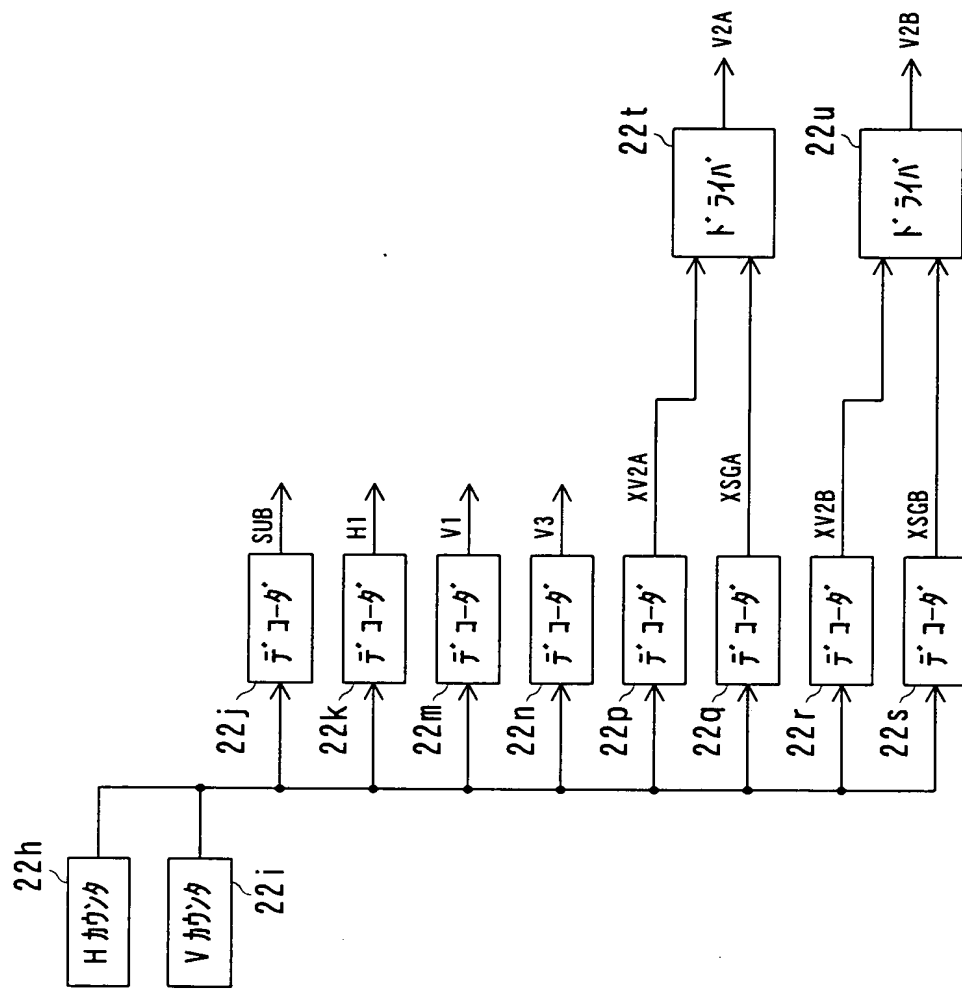 22h
Hカウンタ
Vカウンタ
22i
22j
デコーダ
SUB
22k
デコーダ
H1
22m
デコーダ
V1
22n
デコーダ
V3
22p
デコーダ
XV2A
22q
デコーダ
XSGA
22r
デコーダ
XV2B
22s
デコーダ
XSGB
22t
ドライバ
V2A
22u
ドライバ
V2B